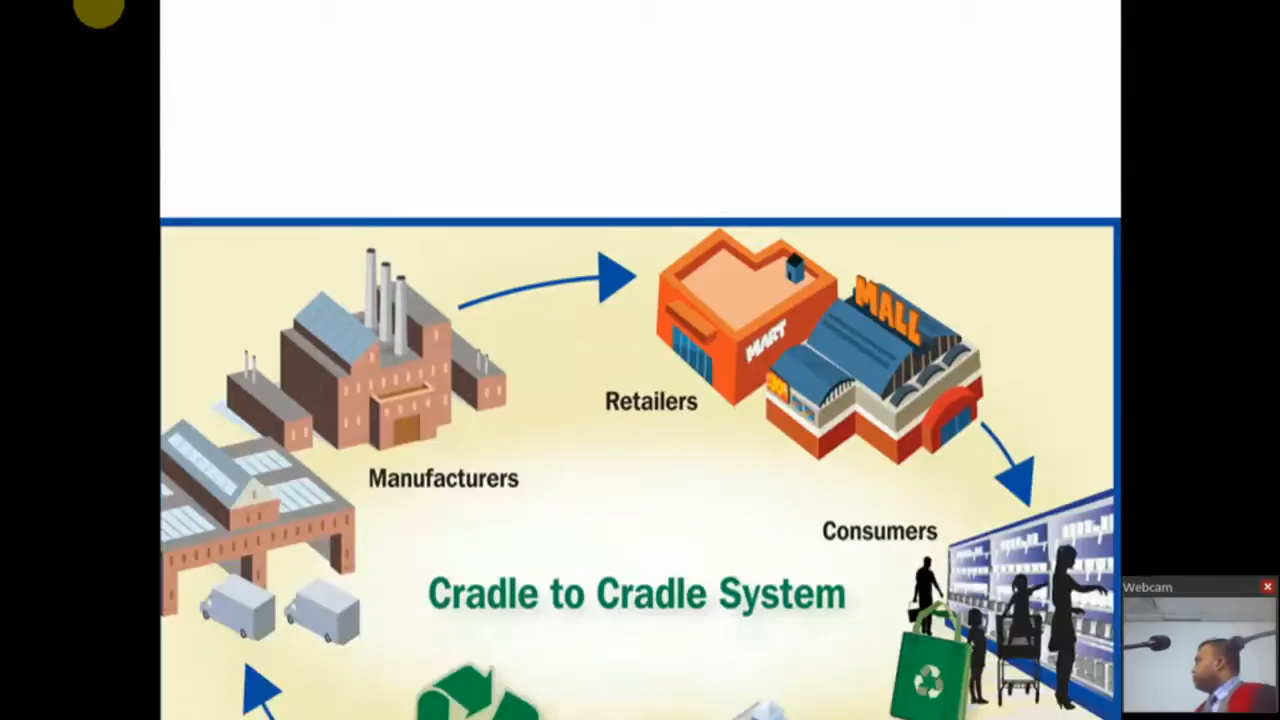 MALL
MART
Retailers
Manufacturers
Consumers
Cradle to Cradle System
Webcam